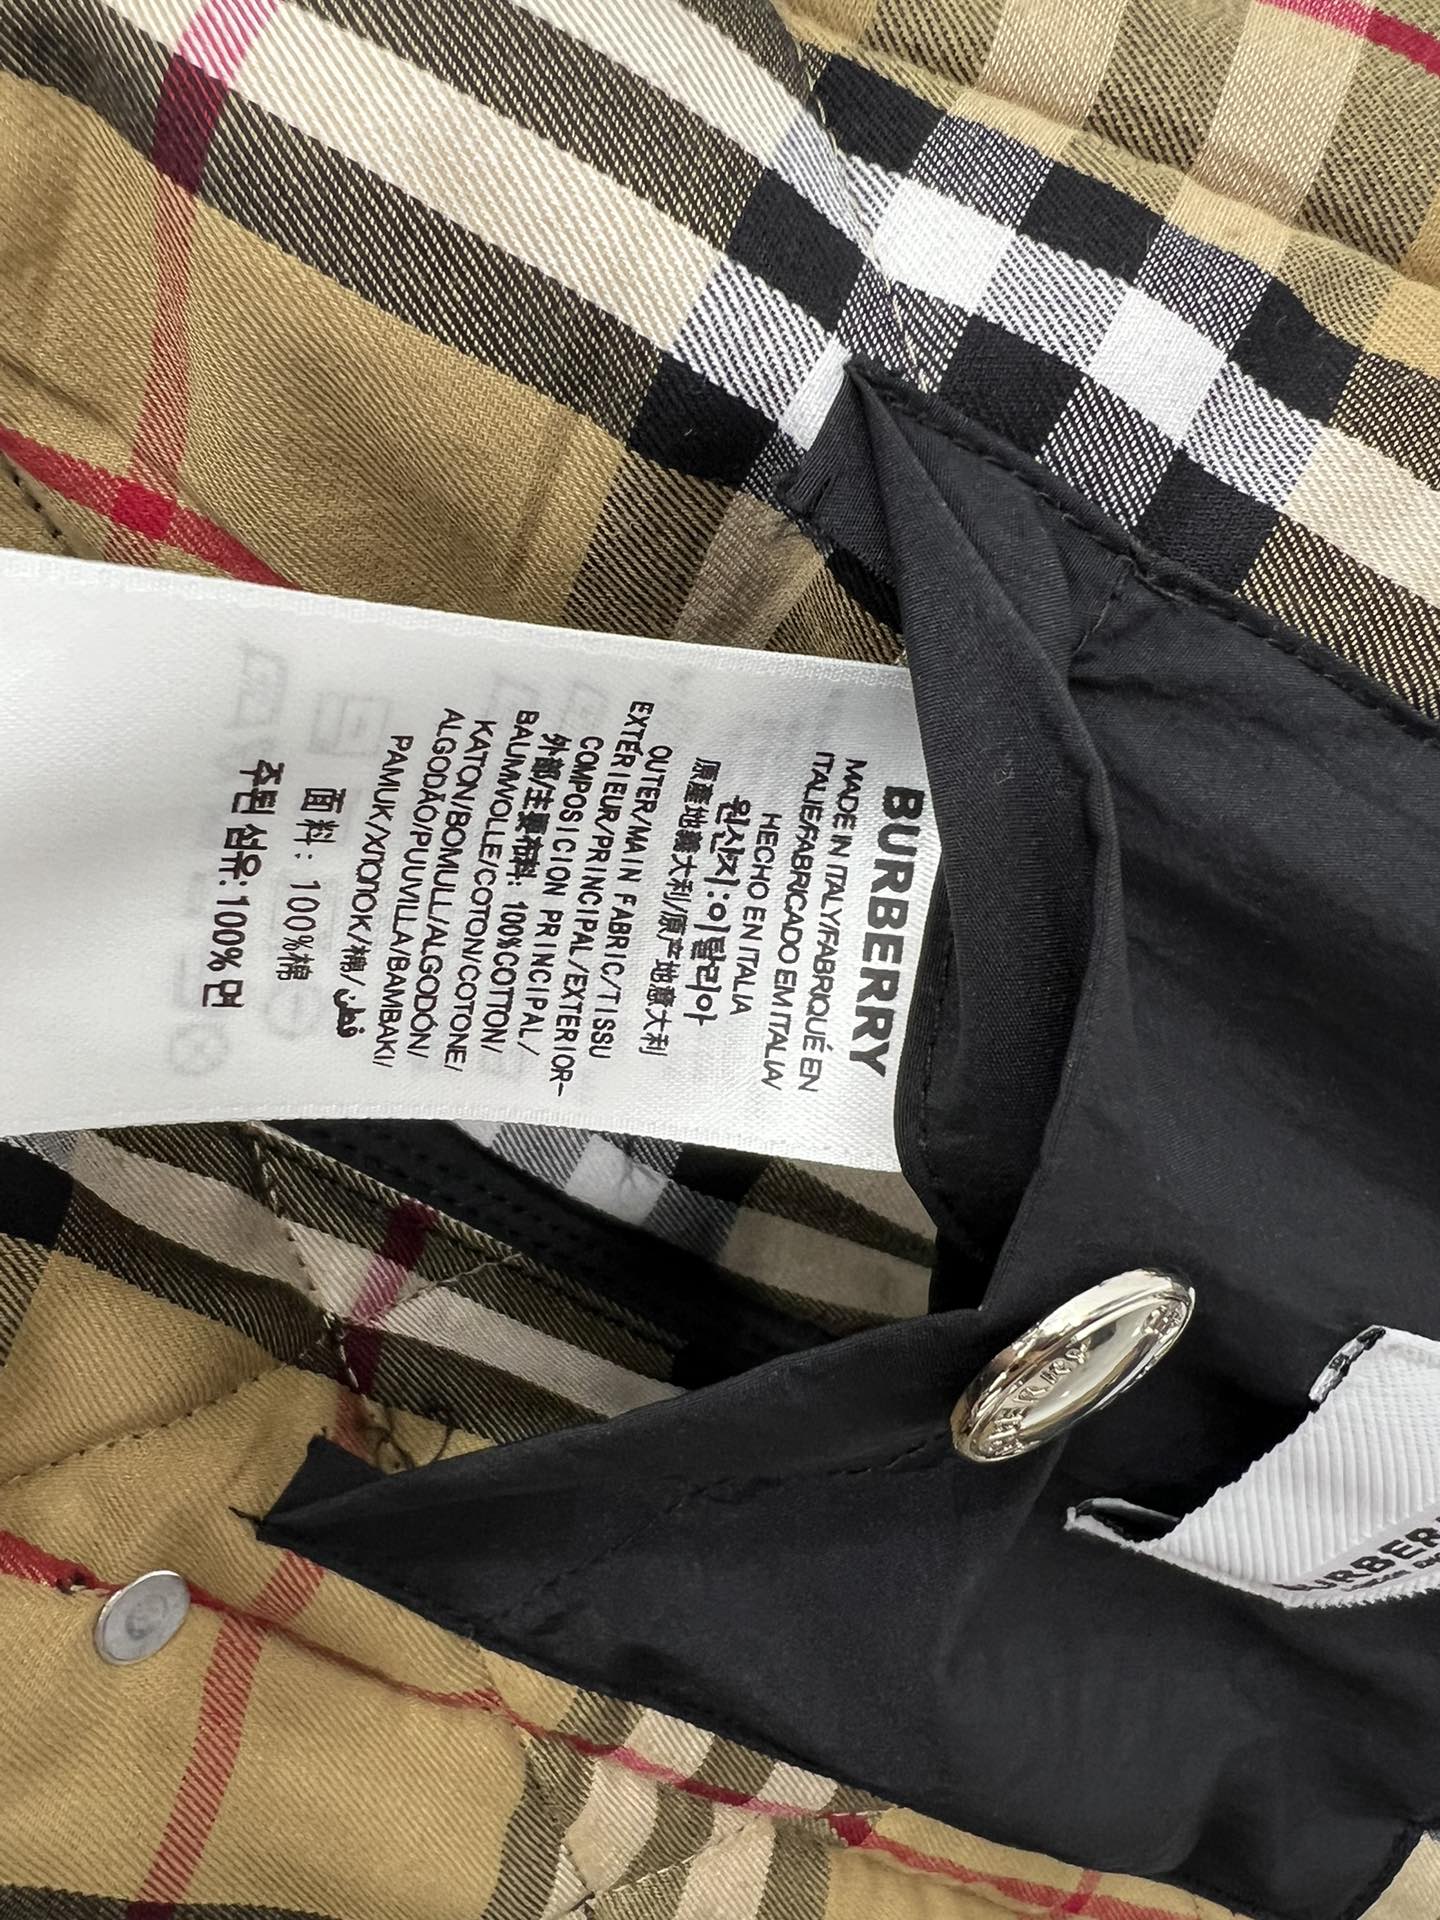 BURBERRY
MADE IN ITALY/FABRIQUÉ EN
ITALIE/FABRICADO EM ITALIA/
HECHO EN ITALIA
원산지:이탈리아
原產地義大利/原产地意大利
OUTER/MAIN FABRIC/TISSU
EXTÉRIEUR/PRINCIPAL/EXTERIOR-
COMPOSICION PRINCIPAL/
外部/主要布料: 100%COTTON/
BAUMWOLLE/COTON/COTONE/
KATON/BOMULL/ALGODÓN/
ALGODÃO/PUUVILLA/BAMBAKI/
PAMUK/ХЛОПОК/棉/قطن
面料: 100%棉
주된 섬유:100% 면
BURBER